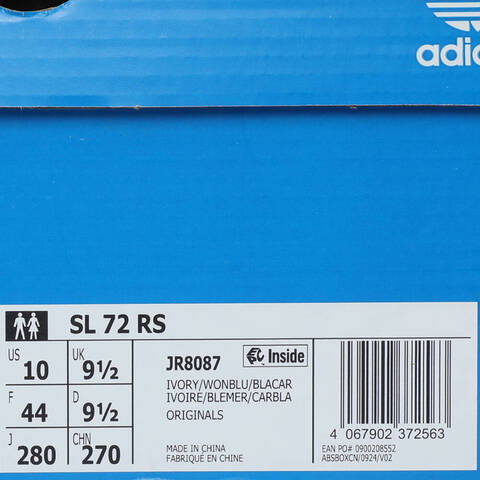 adidas
SL 72 RS
US
10
UK
9½
F
44
D
9½
J
280
CHN
270
JR8087
Inside
IVORY/WONBLU/BLACAR
IVOIRE/BLEMER/CARBLA
ORIGINALS
MADE IN CHINA
FABRIQUÉ EN CHINE
4 067902 372563
EAN PO# 0900208552
ABSBOXCN/0924/V02